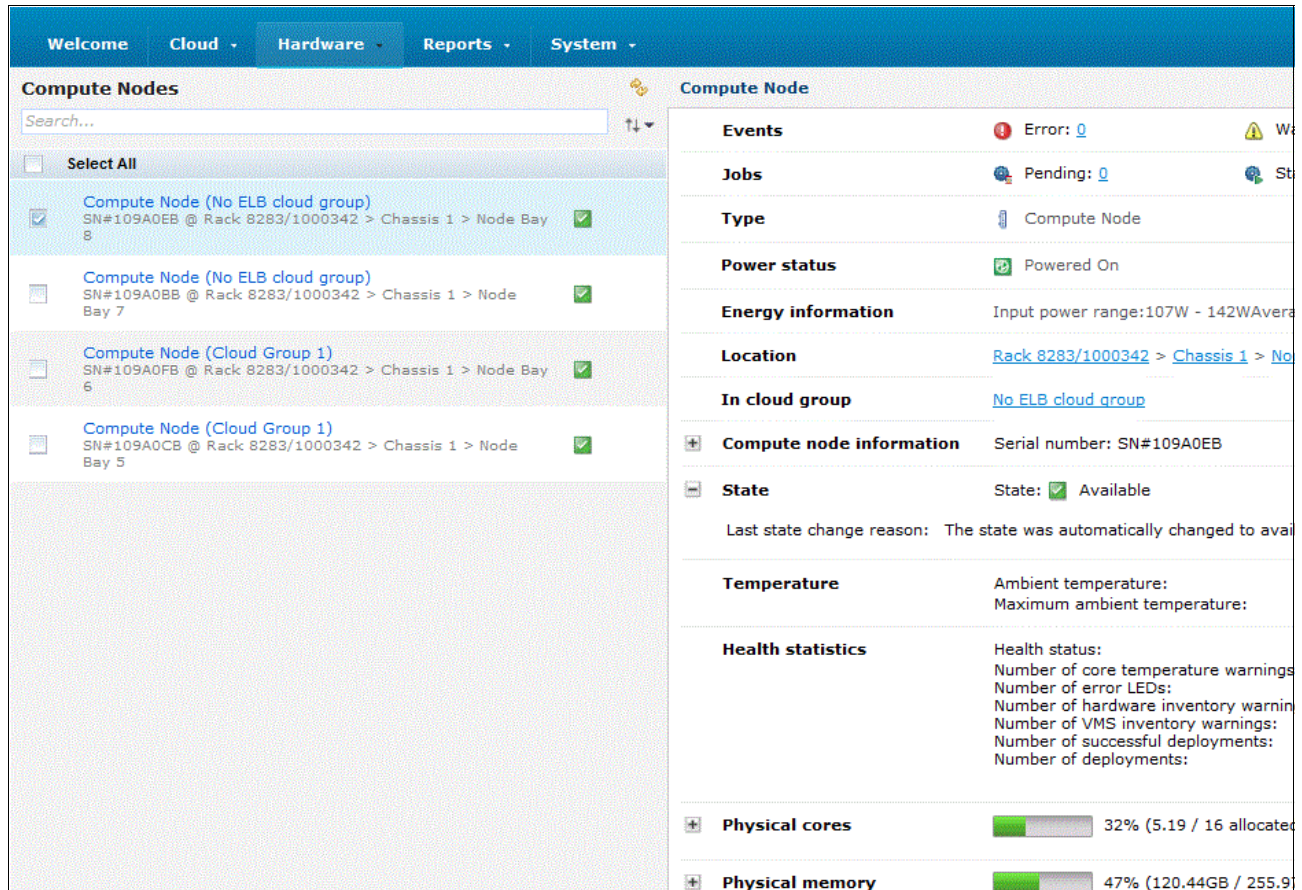 Welcome Cloud Hardware Reports System
Compute Nodes
Search...
Select All
Compute Node (No ELB cloud group)
SN#109A0EB @ Rack 8283/1000342 > Chassis 1 > Node Bay
8
Compute Node (No ELB cloud group)
SN#109A0BB @ Rack 8283/1000342 > Chassis 1 > Node
Bay 7
Compute Node (Cloud Group 1)
SN#109A0FB @ Rack 8283/1000342 > Chassis 1 > Node Bay
6
Compute Node (Cloud Group 1)
SN#109A0CB @ Rack 8283/1000342 > Chassis 1 > Node
Bay 5
Compute Node
Events Error: 0 Wa
Jobs Pending: 0 Sta
Type Compute Node
Power status Powered On
Energy information Input power range:107W - 142WAvera
Location Rack 8283/1000342 > Chassis 1 > No
In cloud group No ELB cloud group
Compute node information Serial number: SN#109A0EB
State State: Available
Last state change reason: The state was automatically changed to avai
Temperature Ambient temperature:
Maximum ambient temperature:
Health statistics Health status:
Number of core temperature warnings
Number of error LEDs:
Number of hardware inventory warnin
Number of VMS inventory warnings:
Number of successful deployments:
Number of deployments:
Physical cores 32% (5.19 / 16 allocated
Physical memory 47% (120.44GB / 255.97